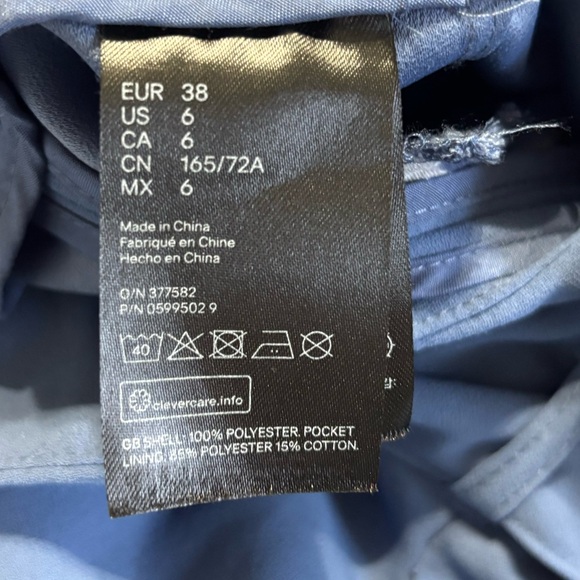 EUR 38
US 6
CA 6
CN 165/72A
MX 6
Made in China
Fabriqué en Chine
Hecho en China
O/N 377582
P/N 0599502 9
40
clevercare.info
GB SHELL: 100% POLYESTER. POCKET
LINING: 85% POLYESTER 15% COTTON.